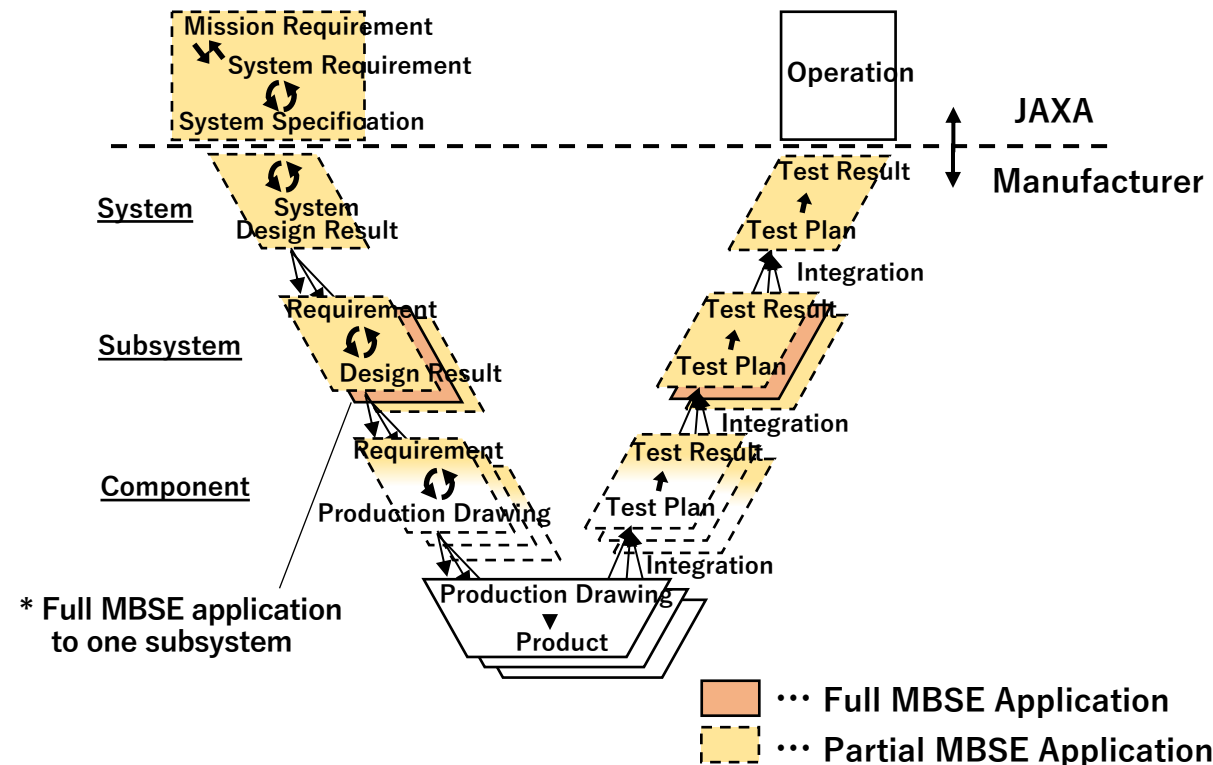 Mission Requirement
System Requirement
System Specification
Operation
JAXA
Manufacturer
System
System
Design Result
Test Result
Test Plan
Integration
Subsystem
Requirement
Design Result
Test Result
Test Plan
Integration
Component
Requirement
Production Drawing
Test Result
Test Plan
Integration
Production Drawing
Product
* Full MBSE application
to one subsystem
… Full MBSE Application
… Partial MBSE Application